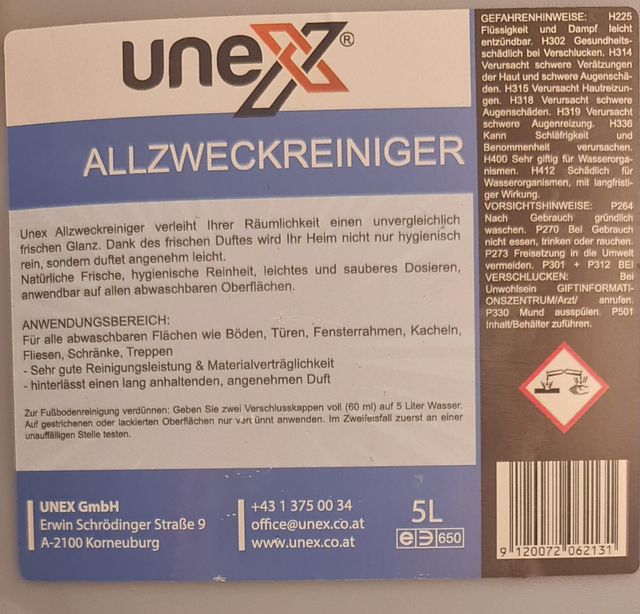 unex®
ALLZWECKREINIGER
Unex Allzweckreiniger verleiht Ihrer Räumlichkeit einen unvergleichlich
frischen Glanz. Dank des frischen Duftes wird Ihr Heim nicht nur hygienisch
rein, sondern duftet angenehm leicht.
Natürliche Frische, hygienische Reinheit, leichtes und sauberes Dosieren,
anwendbar auf allen abwaschbaren Oberflächen.
ANWENDUNGSBEREICH:
Für alle abwaschbaren Flächen wie Böden, Türen, Fensterrahmen, Kacheln,
Fliesen, Schränke, Treppen
- Sehr gute Reinigungsleistung & Materialverträglichkeit
- hinterlässt einen lang anhaltenden, angenehmen Duft
Zur Fußbodenreinigung verdünnen: Geben Sie zwei Verschlusskappen voll (60 ml) auf 5 Liter Wasser.
Auf gestrichenen oder lackierten Oberflächen nur ünnt anwenden. Im Zweifelsfall zuerst an einer
unauffälligen Stelle testen.
UNEX GmbH
Erwin Schrödinger Straße 9
A-2100 Korneuburg
+43 1 375 00 34
office@unex.co.at
www.unex.co.at
5L
e 650
GEFAHRENHINWEISE: H225
Flüssigkeit und Dampf leicht
entzündbar. H302 Gesundheits-
schädlich bei Verschlucken. H314
Verursacht schwere Verätzungen
der Haut und schwere Augenschä-
den. H315 Verursacht Hautreizun-
gen. H318 Verursacht schwere
Augenschäden. H319 Verursacht
schwere Augenreizung. H336
Kann Schläfrigkeit und
Benommenheit verursachen.
H400 Sehr giftig für Wasserorga-
nismen. H412 Schädlich für
Wasserorganismen, mit langfristi-
ger Wirkung.
VORSICHTSHINWEISE: P264
Nach Gebrauch gründlich
waschen. P270 Bei Gebrauch
nicht essen, trinken oder rauchen.
P273 Freisetzung in die Umwelt
vermeiden. P301 + P312 BEI
VERSCHLUCKEN: Bei
Unwohlsein GIFTINFORMATI-
ONSZENTRUM/Arzt/ anrufen.
P330 Mund ausspülen. P501
Inhalt/Behälter zuführen.
9 120072 062131